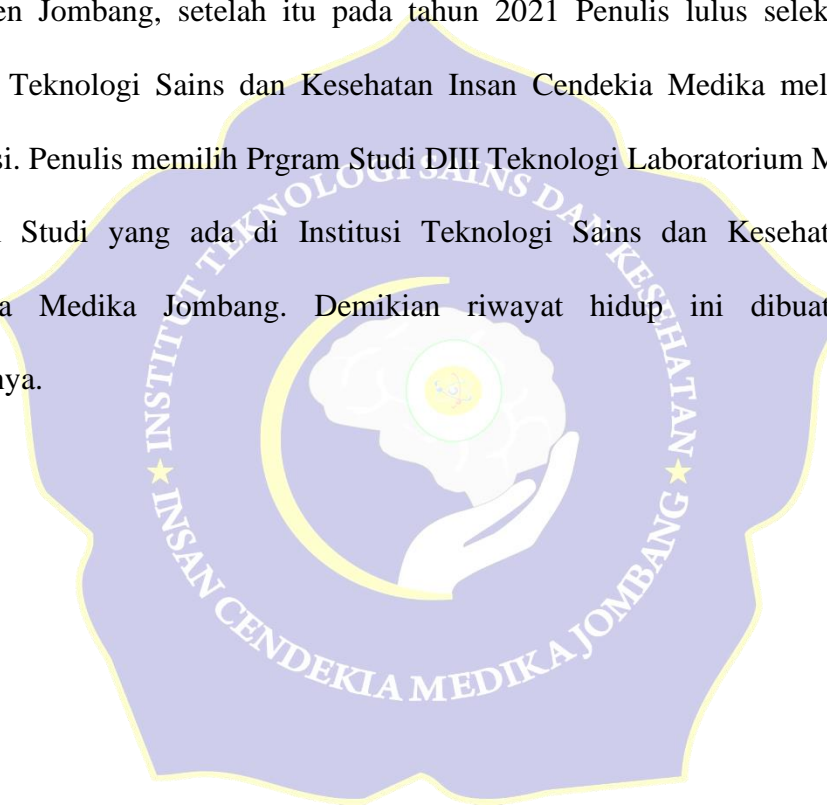 en Jombang, setelah itu pada tahun 2021 Penulis lulus selek
Teknologi Sains dan Kesehatan Insan Cendekia Medika mel
si. Penulis memilih Prgram Studi DIII Teknologi Laboratorium M
Studi yang ada di Institusi Teknologi Sains dan Kesehat
a Medika Jombang. Demikian riwayat hidup ini dibuat
nya.
INSTITUT TEKNOLOGI SAINS DAN KESEHATAN
INSAN CENDEKIA MEDIKA JOMBANG